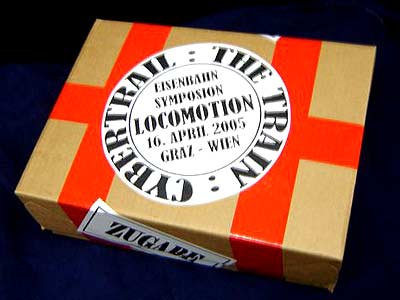 CYBERTRAIL : THE TRAIN :
EISENBAHN
SYMPOSION
LOCOMOTION
16. APRIL 2005
GRAZ - WIEN
ZUGABE